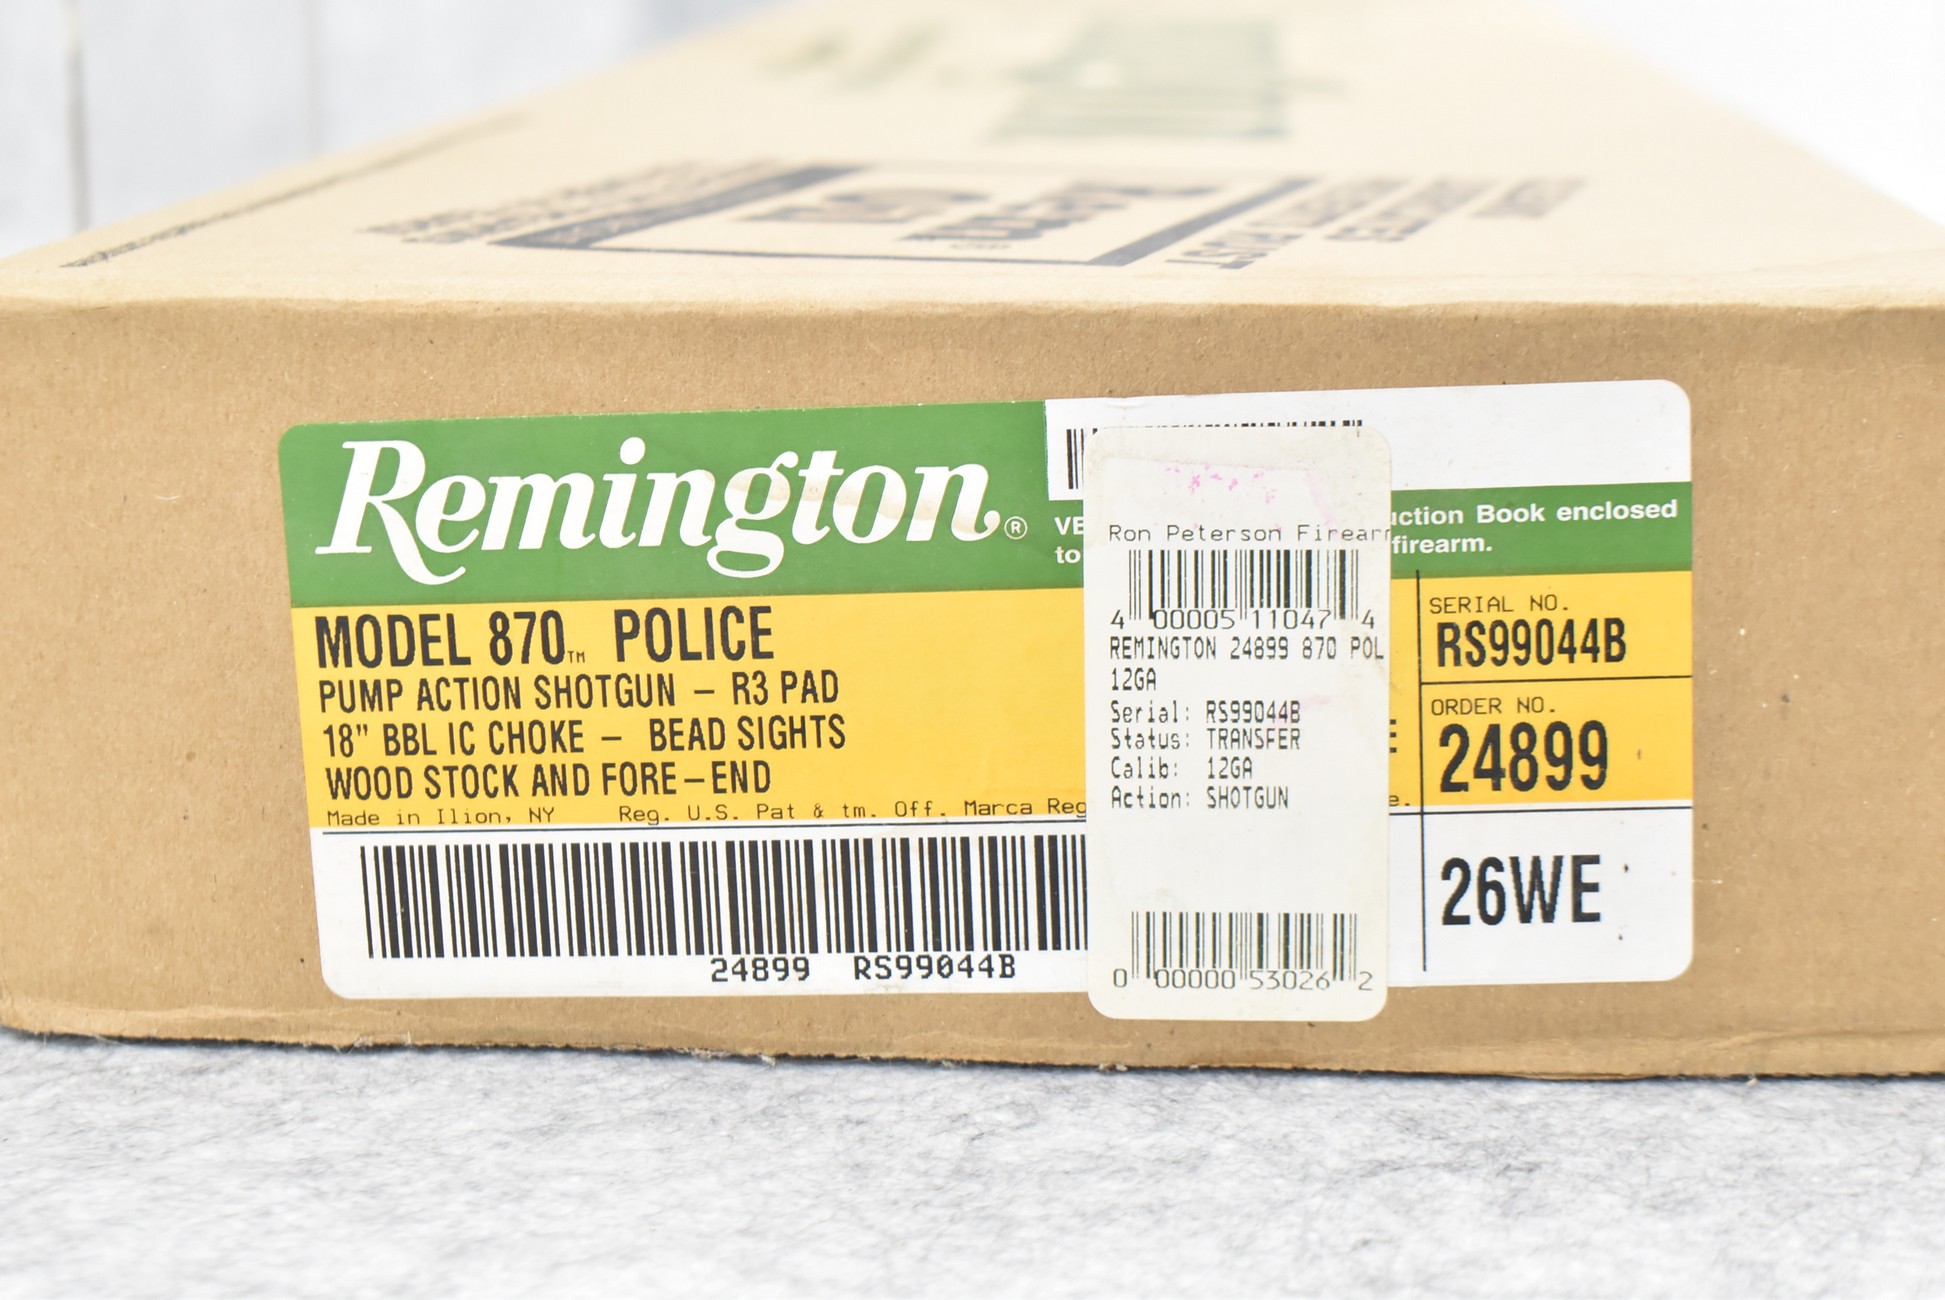 Remington®
VE
to
uction Book enclosed
firearm.
MODEL 870™ POLICE
PUMP ACTION SHOTGUN – R3 PAD
18" BBL IC CHOKE – BEAD SIGHTS
WOOD STOCK AND FORE–END
Made in Ilion, NY Reg. U.S. Pat & tm. Off. Marca Reg
24899 RS99044B
Ron Peterson Firearm
4 00005 11047 4
REMINGTON 24899 870 POL
12GA
Serial: RS99044B
Status: TRANSFER
Calib: 12GA
Action: SHOTGUN
0 00000 53026 2
E
e.
SERIAL NO.
RS99044B
ORDER NO.
24899
26WE